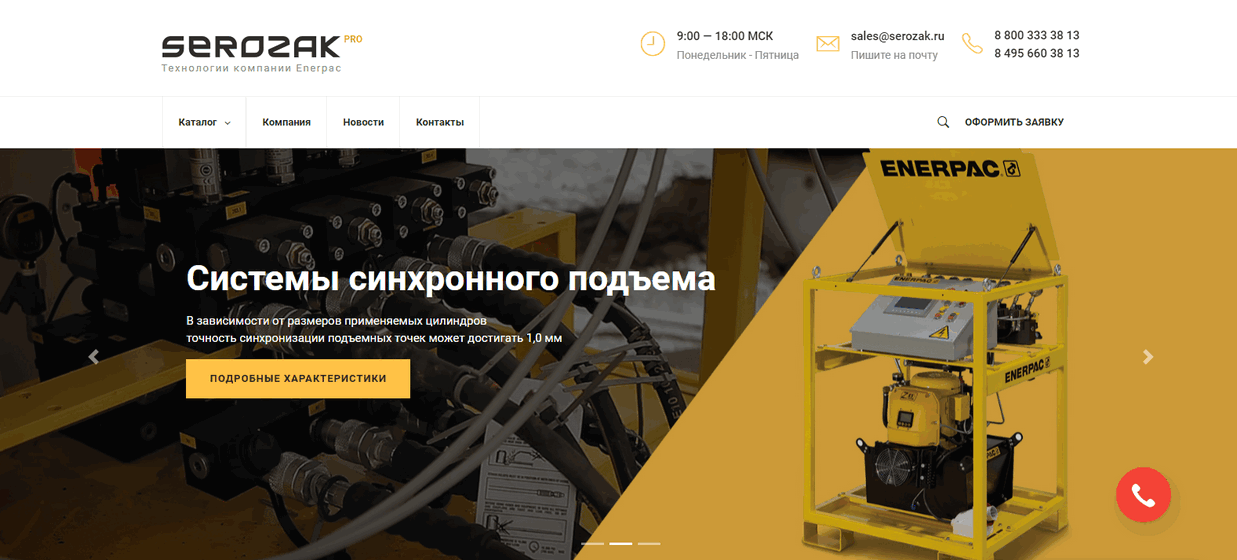 SEROZAK PRO
Технологии компании Enerpac
9:00 — 18:00 МСК
Понедельник - Пятница
sales@serozak.ru
Пишите на почту
8 800 333 38 13
8 495 660 38 13
Каталог
Компания
Новости
Контакты
ОФОРМИТЬ ЗАЯВКУ
ENERPAC
Системы синхронного подъема
В зависимости от размеров применяемых цилиндров
точность синхронизации подъемных точек может достигать 1,0 мм
ПОДРОБНЫЕ ХАРАКТЕРИСТИКИ
ENERPAC